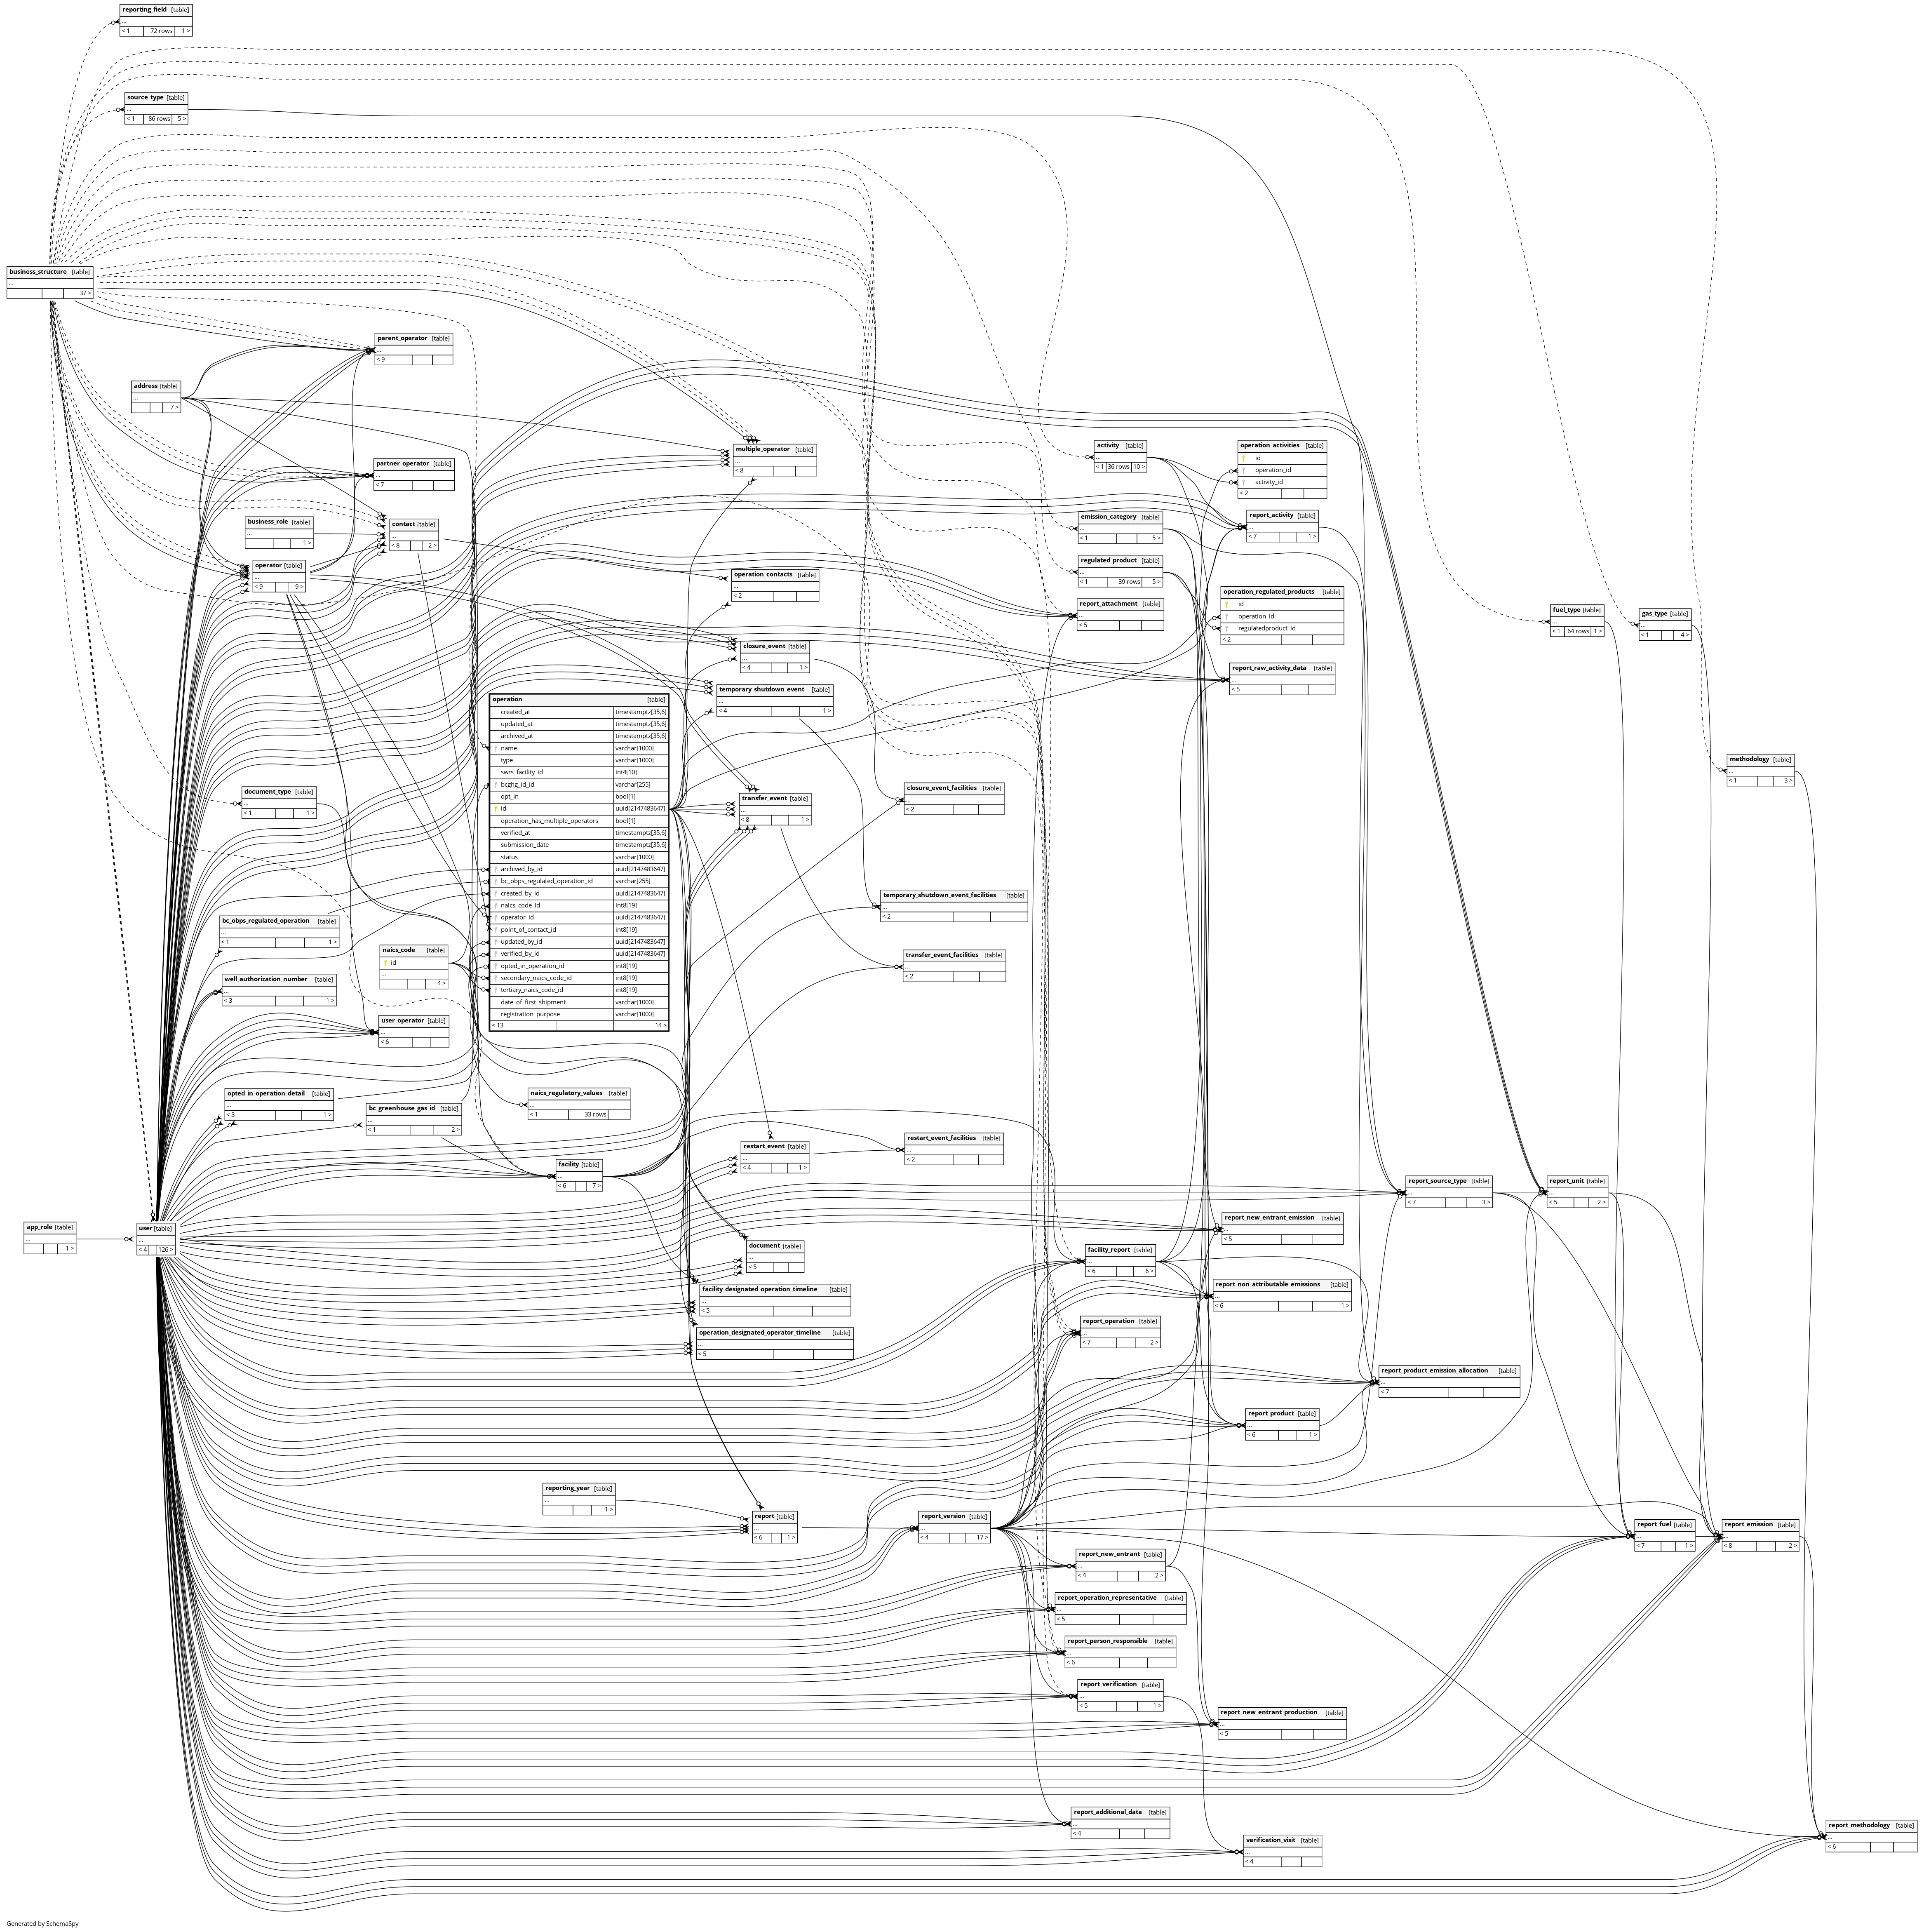 reporting_field [table]
...
< 1 72 rows 1 >
source_type [table]
...
< 1 86 rows 5 >
business_structure [table]
...
37 >
parent_operator [table]
...
< 9
address [table]
...
7 >
multiple_operator [table]
...
< 8
activity [table]
...
< 1 36 rows 10 >
operation_activities [table]
id
operation_id
activity_id
< 2
partner_operator [table]
...
< 7
business_role [table]
...
1 >
contact [table]
...
< 8 2 >
emission_category [table]
...
< 1 5 >
report_activity [table]
...
< 7 1 >
operator [table]
...
< 9 9 >
operation_contacts [table]
...
< 2
regulated_product [table]
...
< 1 39 rows 5 >
operation_regulated_products [table]
id
operation_id
regulatedproduct_id
< 2
report_attachment [table]
...
< 5
fuel_type [table]
...
< 1 64 rows 1 >
gas_type [table]
...
< 1 4 >
closure_event [table]
...
< 4 1 >
report_raw_activity_data [table]
...
< 5
temporary_shutdown_event [table]
...
< 4 1 >
operation [table]
created_at timestamptz[35,6]
updated_at timestamptz[35,6]
archived_at timestamptz[35,6]
name varchar[1000]
type varchar[1000]
swrs_facility_id int4[10]
bcghg_id_id varchar[255]
opt_in bool[1]
id uuid[2147483647]
operation_has_multiple_operators bool[1]
verified_at timestamptz[35,6]
submission_date timestamptz[35,6]
status varchar[1000]
archived_by_id uuid[2147483647]
bc_obps_regulated_operation_id varchar[255]
created_by_id uuid[2147483647]
naics_code_id int8[19]
operator_id uuid[2147483647]
point_of_contact_id int8[19]
updated_by_id uuid[2147483647]
verified_by_id uuid[2147483647]
opted_in_operation_id int8[19]
secondary_naics_code_id int8[19]
tertiary_naics_code_id int8[19]
date_of_first_shipment varchar[1000]
registration_purpose varchar[1000]
< 13 14 >
methodology [table]
...
< 1 3 >
document_type [table]
...
< 1 1 >
transfer_event [table]
...
< 8 1 >
closure_event_facilities [table]
...
< 2
temporary_shutdown_event_facilities [table]
...
< 2
bc_obps_regulated_operation [table]
...
< 1 1 >
naics_code [table]
id
...
4 >
transfer_event_facilities [table]
...
< 2
well_authorization_number [table]
...
< 3 1 >
user_operator [table]
...
< 6
opted_in_operation_detail [table]
...
< 3 1 >
naics_regulatory_values [table]
...
< 1 33 rows
bc_greenhouse_gas_id [table]
...
< 1 2 >
restart_event [table]
...
< 4 1 >
restart_event_facilities [table]
...
< 2
facility [table]
...
< 6 7 >
report_source_type [table]
...
< 7 3 >
report_unit [table]
...
< 5 2 >
app_role [table]
...
1 >
user [table]
...
< 4 126 >
report_new_entrant_emission [table]
...
< 5
document [table]
...
< 5
facility_report [table]
...
< 6 6 >
facility_designated_operation_timeline [table]
...
< 5
report_non_attributable_emissions [table]
...
< 6 1 >
report_operation [table]
...
< 7 2 >
operation_designated_operator_timeline [table]
...
< 5
report_product_emission_allocation [table]
...
< 7
report_product [table]
...
< 6 1 >
reporting_year [table]
...
1 >
report [table]
...
< 6 1 >
report_version [table]
...
< 4 17 >
report_fuel [table]
...
< 7 1 >
report_emission [table]
...
< 8 2 >
report_new_entrant [table]
...
< 4 2 >
report_operation_representative [table]
...
< 5
report_person_responsible [table]
...
< 6
report_verification [table]
...
< 5 1 >
report_new_entrant_production [table]
...
< 5
report_additional_data [table]
...
< 4
verification_visit [table]
...
< 4
report_methodology [table]
...
< 6
Generated by SchemaSpy